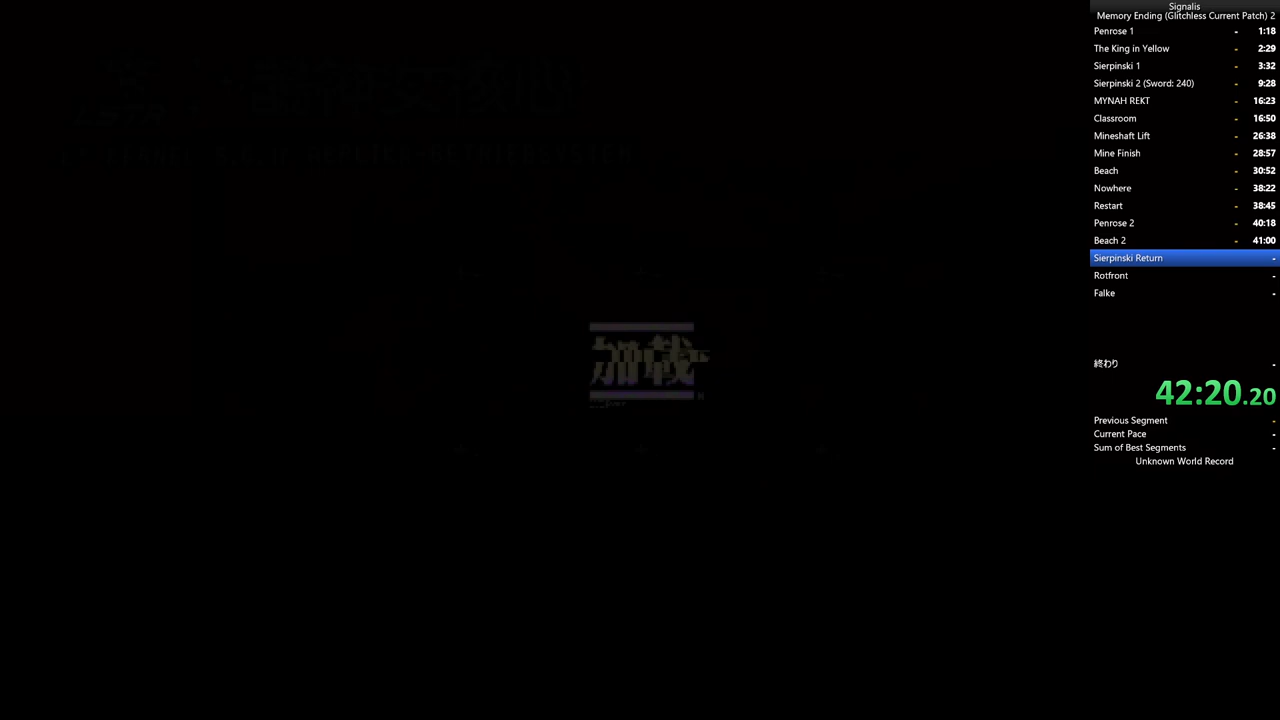 Signalis
Memory Ending (Glitchless Current Patch) 2
Penrose 1 - 1:18
The King in Yellow - 2:29
Sierpinski 1 - 3:32
Sierpinski 2 (Sword: 240) - 9:28
MYNAH REKT - 16:23
Classroom - 16:50
Mineshaft Lift - 26:38
Mine Finish - 28:57
Beach - 30:52
Nowhere - 38:22
Restart - 38:45
Penrose 2 - 40:18
Beach 2 - 41:00
Sierpinski Return -
Rotfront -
Falke -
加載
終わり -
42:20.20
Previous Segment -
Current Pace -
Sum of Best Segments -
Unknown World Record